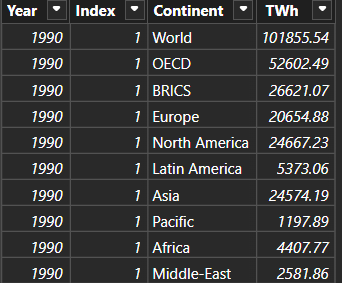 Year Index Continent TWh
1990 1 World 101855.54
1990 1 OECD 52602.49
1990 1 BRICS 26621.07
1990 1 Europe 20654.88
1990 1 North America 24667.23
1990 1 Latin America 5373.06
1990 1 Asia 24574.19
1990 1 Pacific 1197.89
1990 1 Africa 4407.77
1990 1 Middle-East 2581.86